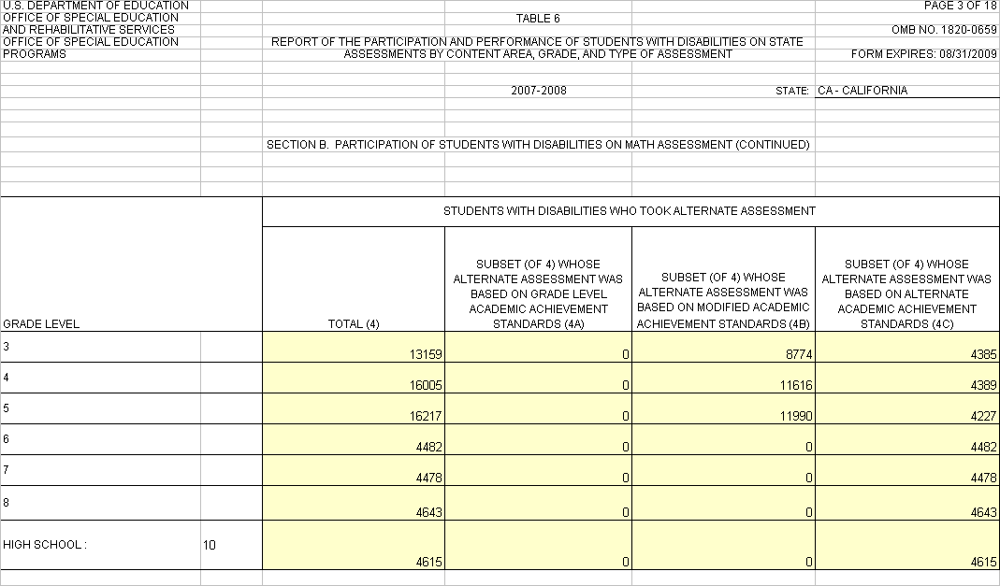 U.S. DEPARTMENT OF EDUCATION PAGE 3 OF 18
OFFICE OF SPECIAL EDUCATION TABLE 6
AND REHABILITATIVE SERVICES OMB NO. 1820-0659
OFFICE OF SPECIAL EDUCATION REPORT OF THE PARTICIPATION AND PERFORMANCE OF STUDENTS WITH DISABILITIES ON STATE
PROGRAMS ASSESSMENTS BY CONTENT AREA, GRADE, AND TYPE OF ASSESSMENT FORM EXPIRES: 08/31/2009
2007-2008 STATE: CA - CALIFORNIA
SECTION B. PARTICIPATION OF STUDENTS WITH DISABILITIES ON MATH ASSESSMENT (CONTINUED)
STUDENTS WITH DISABILITIES WHO TOOK ALTERNATE ASSESSMENT
GRADE LEVEL
TOTAL (4)
SUBSET (OF 4) WHOSE
ALTERNATE ASSESSMENT WAS
BASED ON GRADE LEVEL
ACADEMIC ACHIEVEMENT
STANDARDS (4A)
SUBSET (OF 4) WHOSE
ALTERNATE ASSESSMENT WAS
BASED ON MODIFIED ACADEMIC
ACHIEVEMENT STANDARDS (4B)
SUBSET (OF 4) WHOSE
ALTERNATE ASSESSMENT WAS
BASED ON ALTERNATE
ACADEMIC ACHIEVEMENT
STANDARDS (4C)
3 13159 0 8774 4385
4 16005 0 11616 4389
5 16217 0 11990 4227
6 4482 0 0 4482
7 4478 0 0 4478
8 4643 0 0 4643
HIGH SCHOOL : 10 4615 0 0 4615